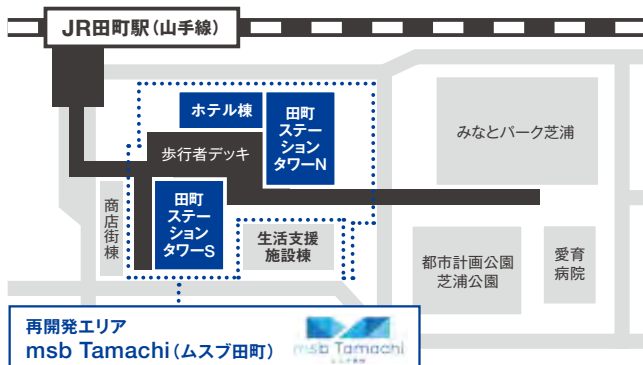 JR田町駅（山手線）
ホテル棟
田町
ステー
ション
タワーN
みなとパーク芝浦
歩行者デッキ
商店街棟
田町
ステー
ション
タワーS
生活支援
施設棟
都市計画公園
芝浦公園
愛育
病院
再開発エリア
msb Tamachi（ムスブ田町）
msb Tamachi